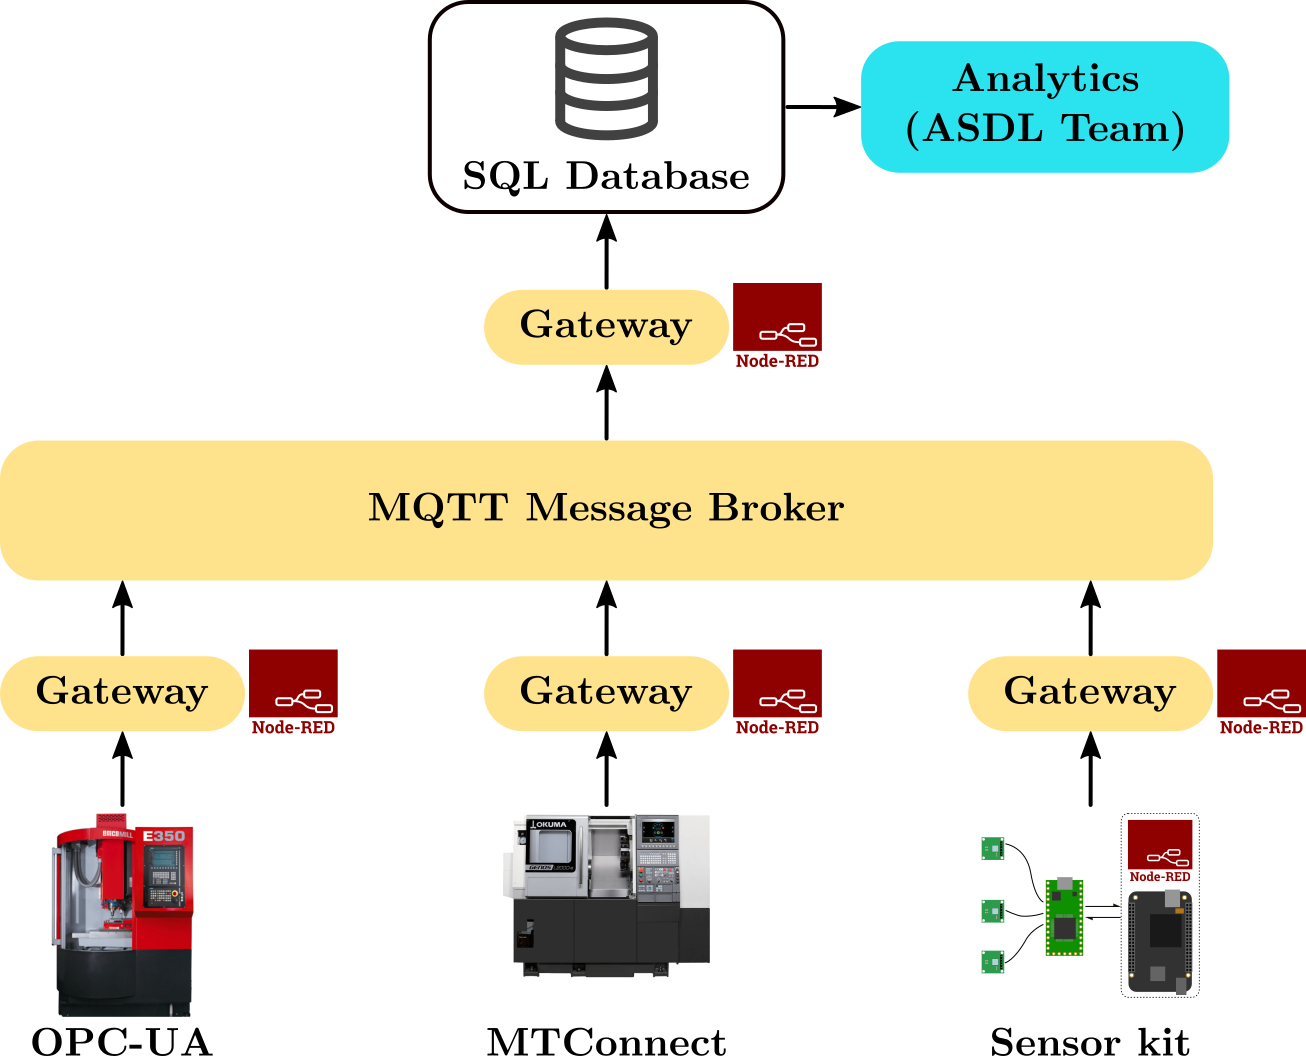 SQL Database
Analytics
(ASDL Team)
Gateway
Node-RED
MQTT Message Broker
Gateway
Node-RED
Gateway
Node-RED
Gateway
Node-RED
EMCOMILL
E350
OKUMA
GENOS
Node-RED
OPC-UA
MTConnect
Sensor kit